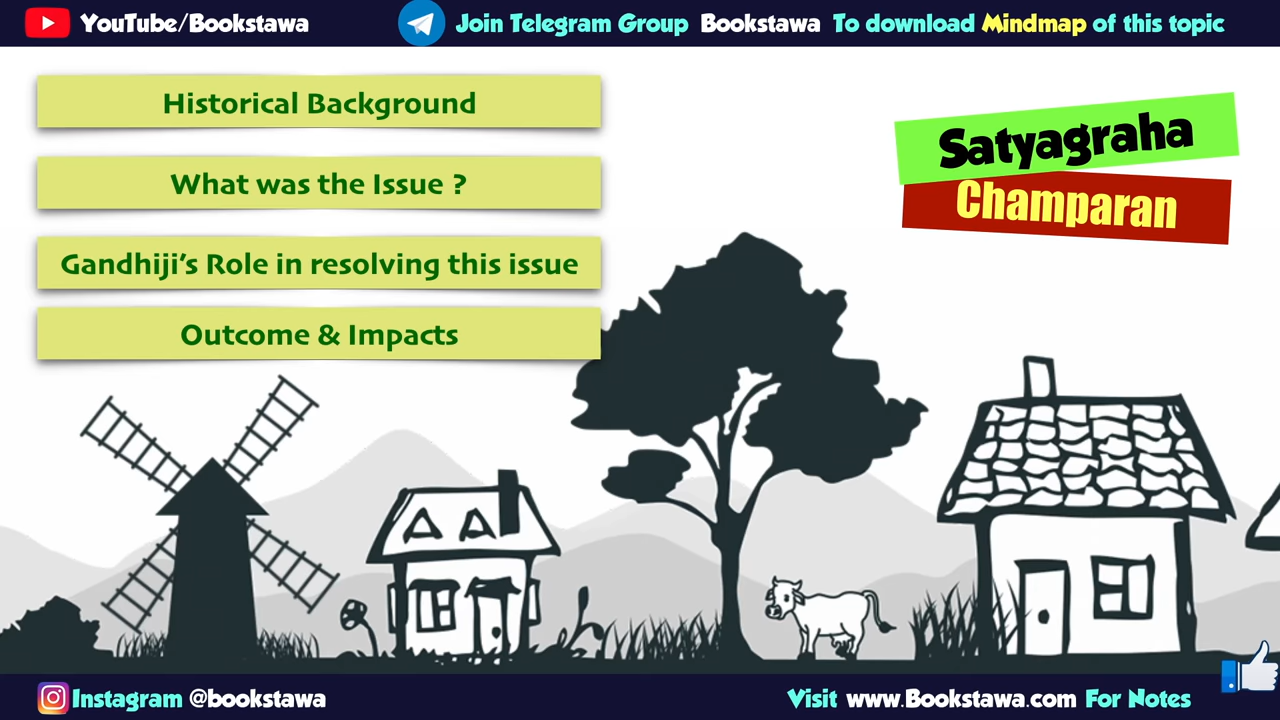 YouTube/Bookstawa
Join Telegram Group Bookstawa To download Mindmap of this topic
Historical Background
What was the Issue ?
Gandhiji's Role in resolving this issue
Outcome & Impacts
Satyagraha
Champaran
Instagram @bookstawa
Visit www.Bookstawa.com For Notes